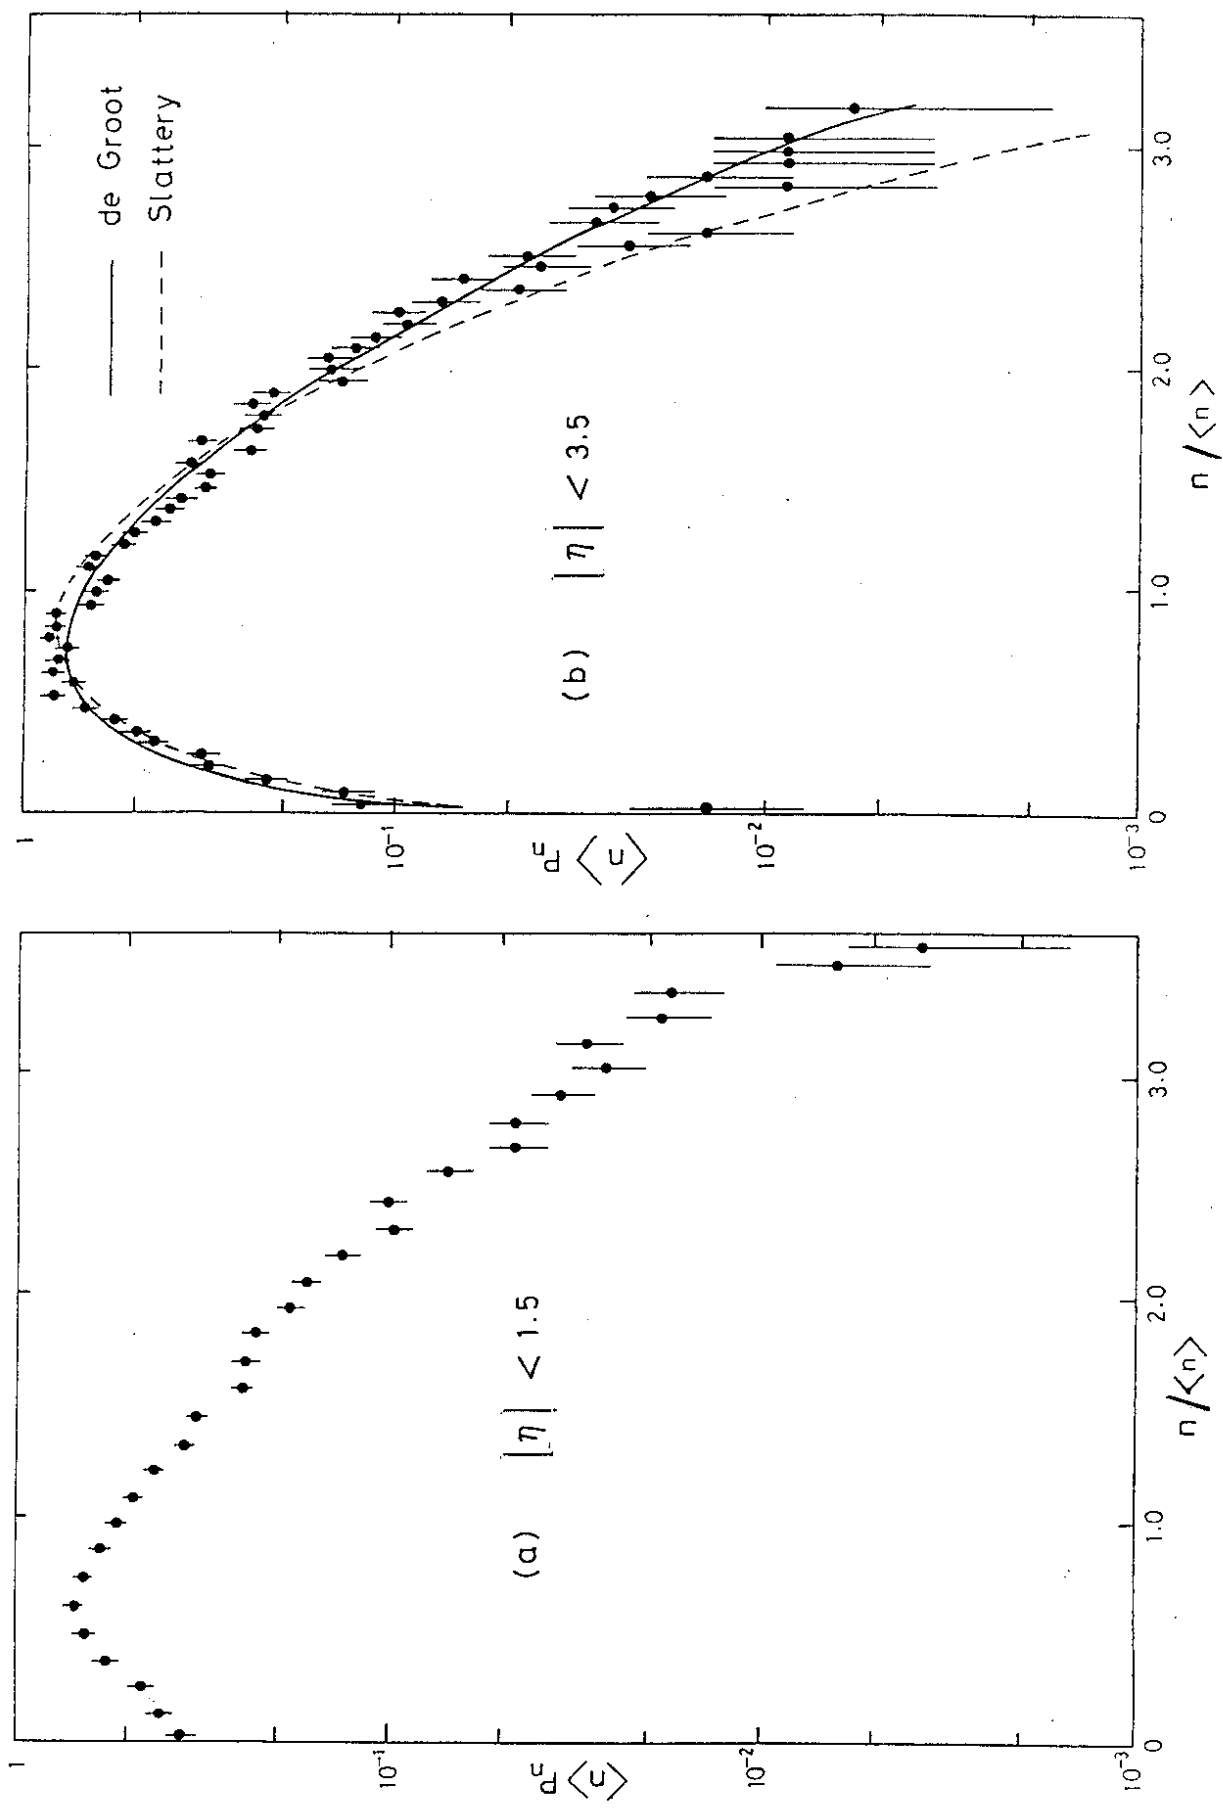 1
10⁻¹
10⁻²
10⁻³
⟨n⟩ Pₙ
0
1.0
2.0
3.0
n / ⟨n⟩
(a) |η| < 1.5
1
10⁻¹
10⁻²
10⁻³
⟨n⟩ Pₙ
0
1.0
2.0
3.0
n / ⟨n⟩
(b) |η| < 3.5
de Groot
Slattery